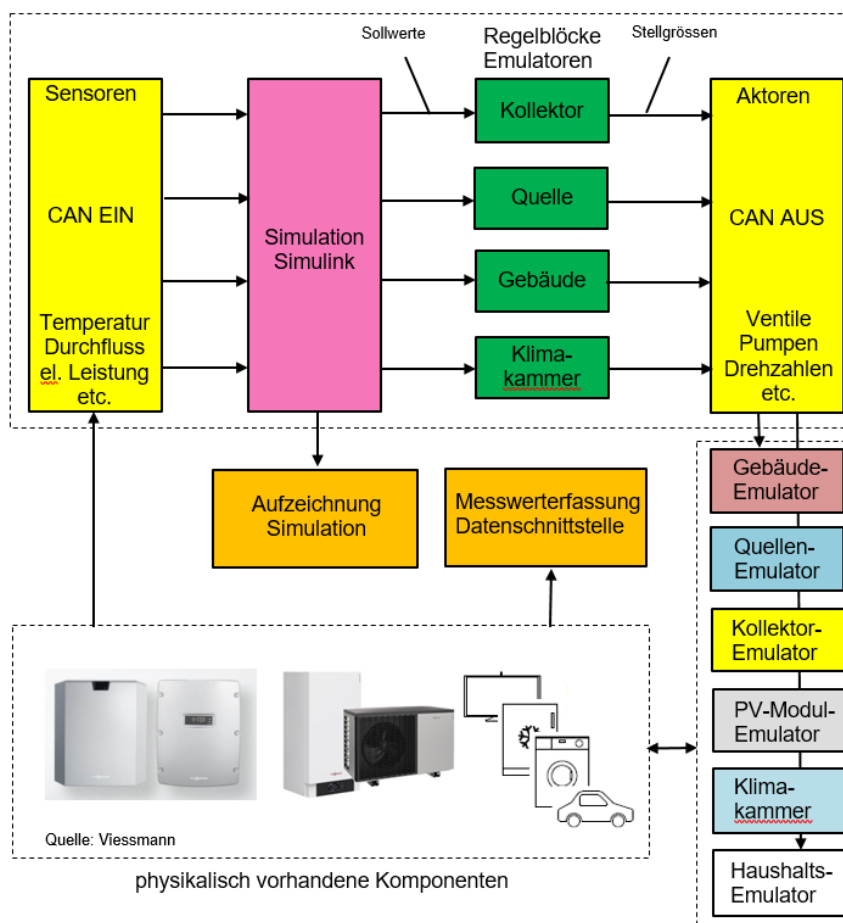 Sollwerte
Regelblöcke
Emulatoren
Stellgrössen
Sensoren
CAN EIN
Temperatur
Durchfluss
el. Leistung
etc.
Simulation
Simulink
Kollektor
Quelle
Gebäude
Klima-
kammer
Aktoren
CAN AUS
Ventile
Pumpen
Drehzahlen
etc.
Aufzeichnung
Simulation
Messwerterfassung
Datenschnittstelle
Gebäude-
Emulator
Quellen-
Emulator
Kollektor-
Emulator
PV-Modul-
Emulator
Klima-
kammer
Haushalts-
Emulator
Quelle: Viessmann
physikalisch vorhandene Komponenten